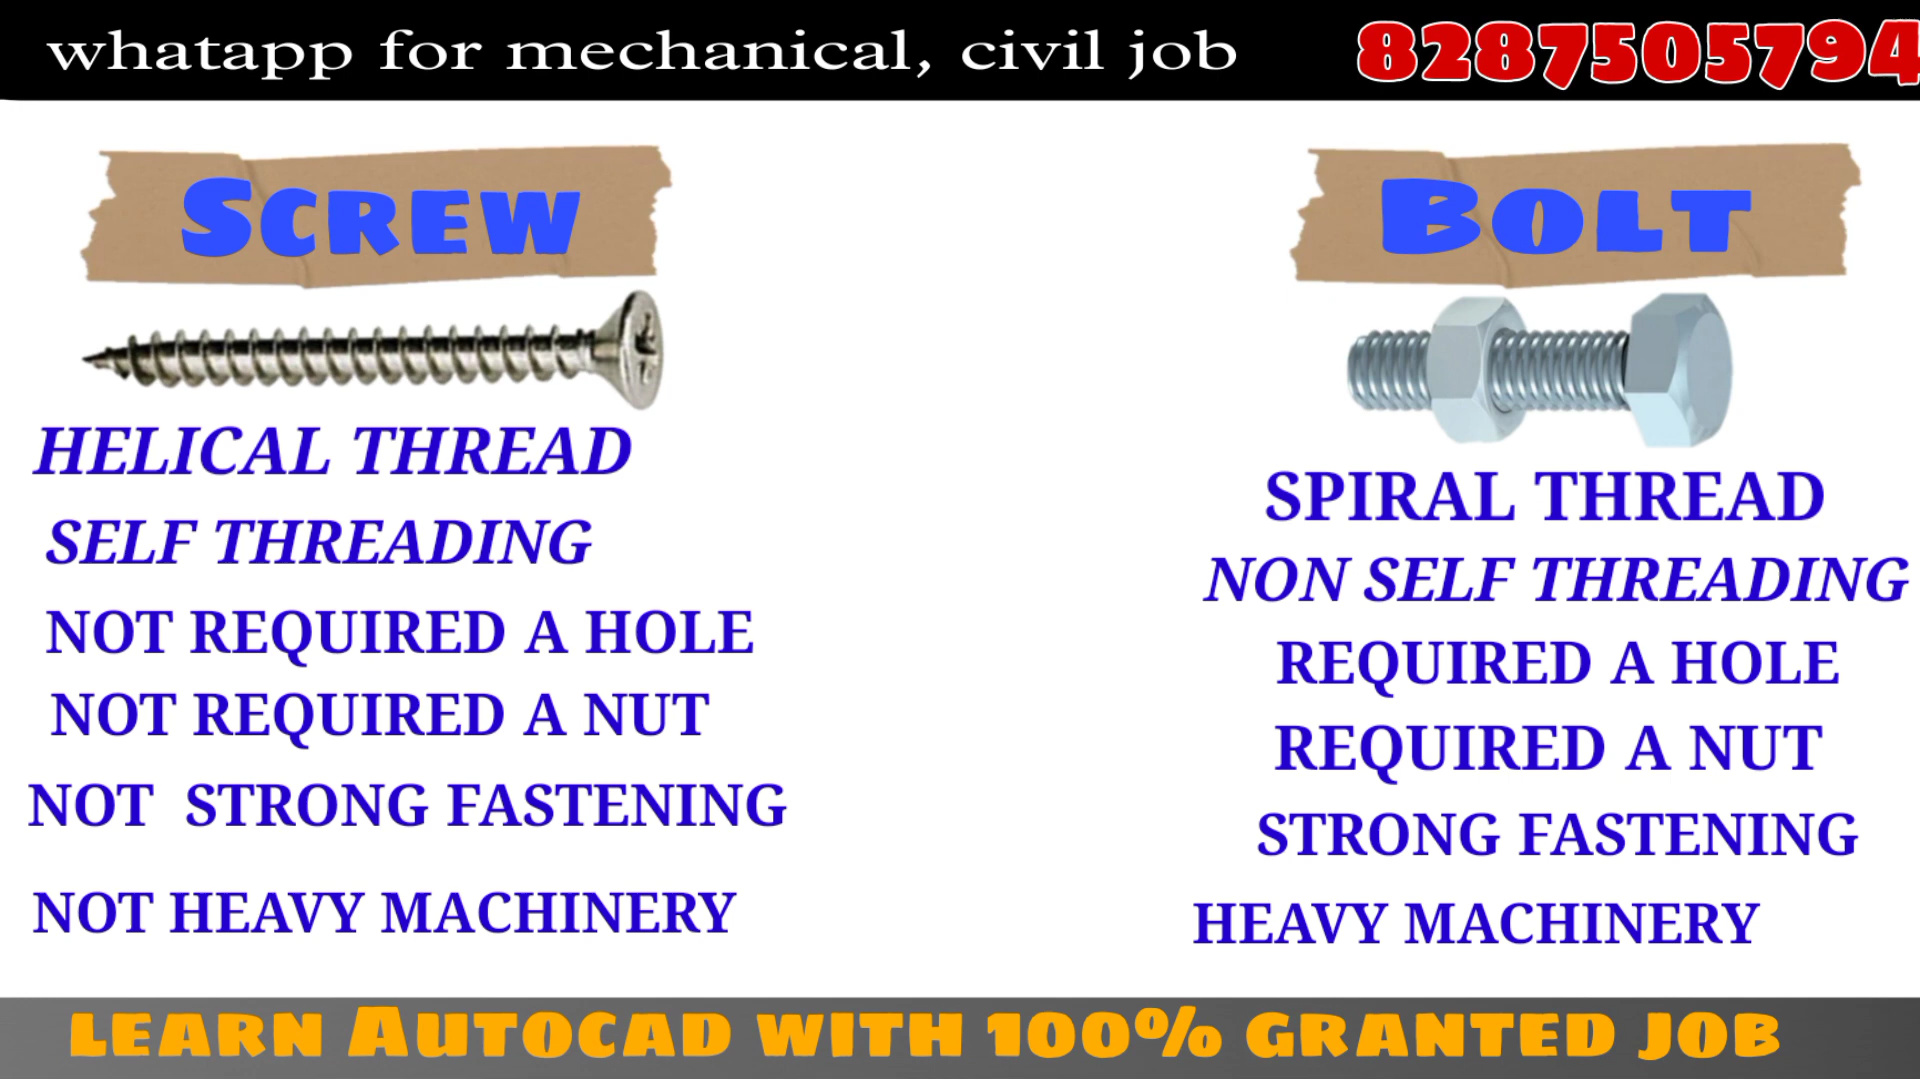 whatapp for mechanical, civil job 8287505794
SCREW
HELICAL THREAD
SELF THREADING
NOT REQUIRED A HOLE
NOT REQUIRED A NUT
NOT STRONG FASTENING
NOT HEAVY MACHINERY
BOLT
SPIRAL THREAD
NON SELF THREADING
REQUIRED A HOLE
REQUIRED A NUT
STRONG FASTENING
HEAVY MACHINERY
LEARN AUTOCAD WITH 100% GRANTED JOB